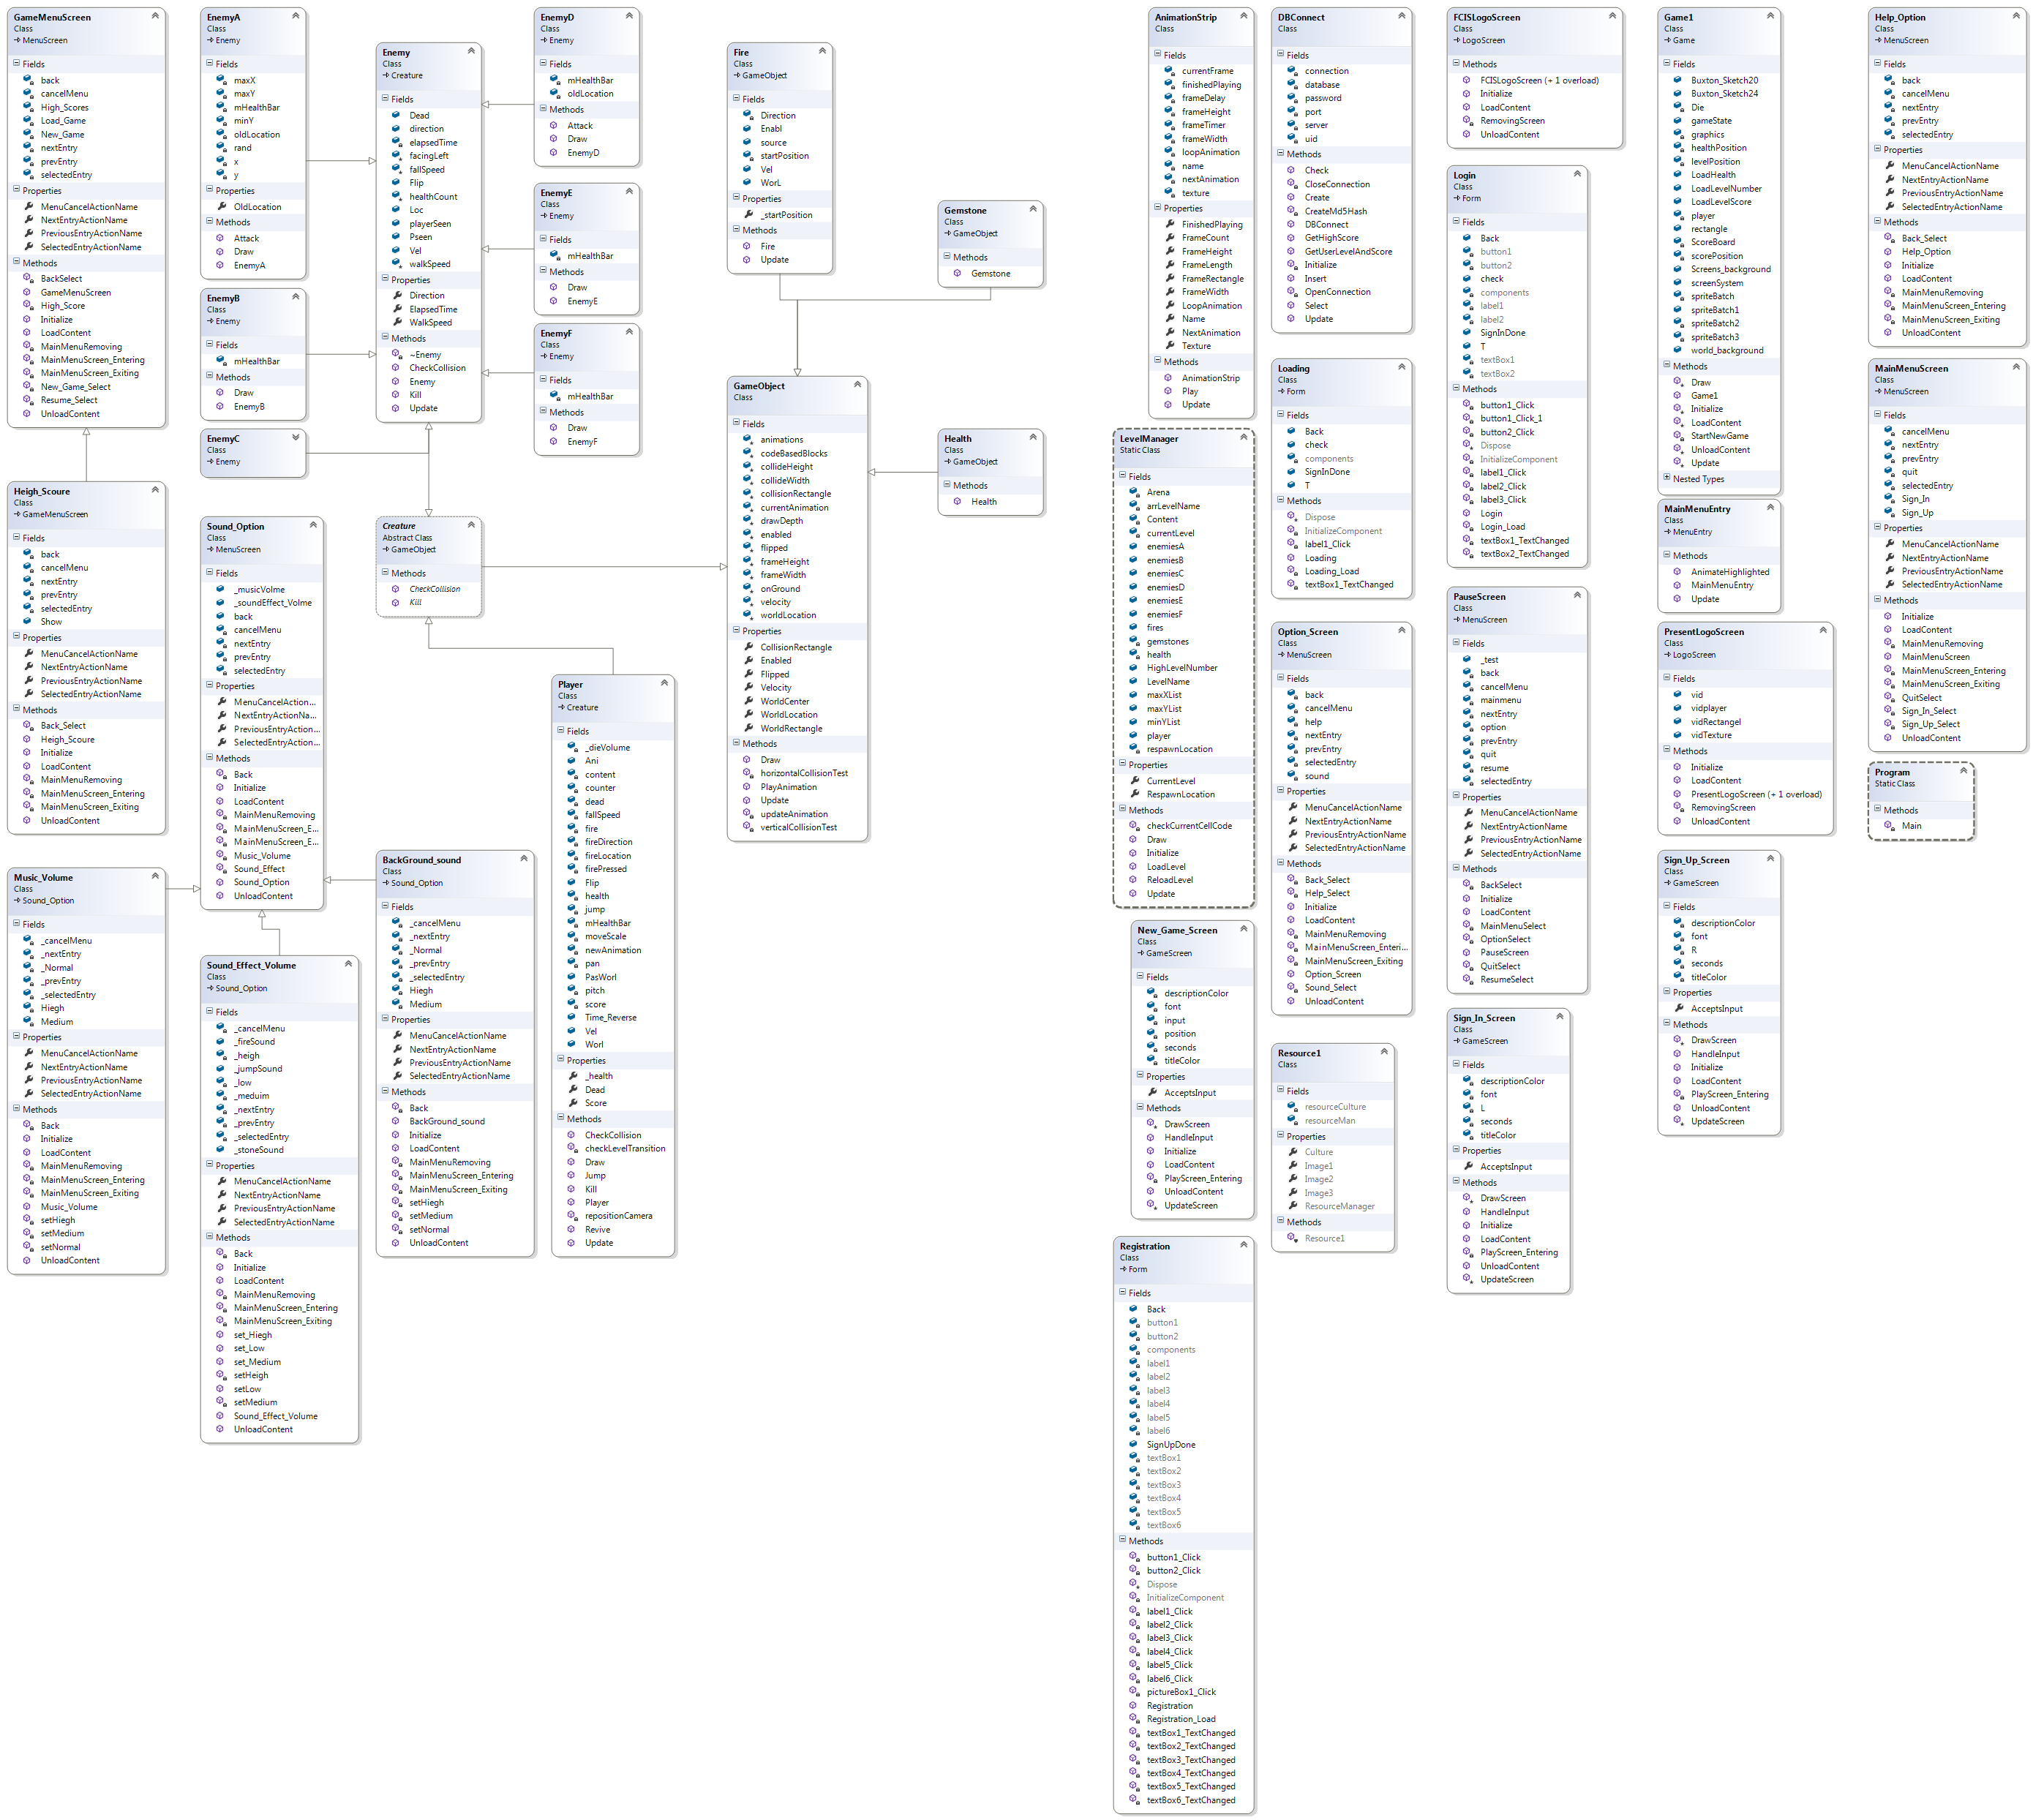 GameMenuScreen
Class
MenuScreen
Fields
back
cancelMenu
High_Scores
Load_Game
New_Game
nextEntry
prevEntry
selectedEntry
Properties
MenuCancelActionName
NextEntryActionName
PreviousEntryActionName
SelectedEntryActionName
Methods
BackSelect
GameMenuScreen
High_Score
Initialize
LoadContent
MainMenuRemoving
MainMenuScreen_Entering
MainMenuScreen_Exiting
New_Game_Select
Resume_Select
UnloadContent
Heigh_Scoure
Class
GameMenuScreen
Fields
back
cancelMenu
nextEntry
prevEntry
selectedEntry
Show
Properties
MenuCancelActionName
NextEntryActionName
PreviousEntryActionName
SelectedEntryActionName
Methods
Back_Select
Heigh_Scoure
Initialize
LoadContent
MainMenuRemoving
MainMenuScreen_Entering
MainMenuScreen_Exiting
UnloadContent
Music_Volume
Class
Sound_Option
Fields
_cancelMenu
_nextEntry
_Normal
_prevEntry
_selectedEntry
Hiegh
Medium
Properties
MenuCancelActionName
NextEntryActionName
PreviousEntryActionName
SelectedEntryActionName
Methods
Back
Initialize
LoadContent
MainMenuRemoving
MainMenuScreen_Entering
MainMenuScreen_Exiting
Music_Volume
setHiegh
setMedium
setNormal
UnloadContent
EnemyA
Class
Enemy
Fields
maxX
maxY
mHealthBar
minY
oldLocation
rand
x
y
Properties
OldLocation
Methods
Attack
Draw
EnemyA
EnemyB
Class
Enemy
Fields
mHealthBar
Methods
Draw
EnemyB
EnemyC
Class
Enemy
Sound_Option
Class
MenuScreen
Fields
_musicVolme
_soundEffect_Volme
back
cancelMenu
nextEntry
prevEntry
selectedEntry
Properties
MenuCancelAction...
NextEntryActionNa...
PreviousEntryAction...
SelectedEntryAction...
Methods
Back
Initialize
LoadContent
MainMenuRemoving
MainMenuScreen_E...
MainMenuScreen_E...
Music_Volume
Sound_Effect
Sound_Option
UnloadContent
Sound_Effect_Volume
Class
Sound_Option
Fields
_cancelMenu
_fireSound
_heigh
_jumpSound
_low
_meduim
_nextEntry
_prevEntry
_selectedEntry
_stoneSound
Properties
MenuCancelActionName
NextEntryActionName
PreviousEntryActionName
SelectedEntryActionName
Methods
Back
Initialize
LoadContent
MainMenuRemoving
MainMenuScreen_Entering
MainMenuScreen_Exiting
set_Hiegh
set_Low
set_Medium
setHeigh
setLow
setMedium
Sound_Effect_Volume
UnloadContent
Enemy
Class
Creature
Fields
Dead
direction
elapsedTime
facingLeft
fallSpeed
Flip
healthCount
Loc
playerSeen
Pseen
Vel
walkSpeed
Properties
Direction
ElapsedTime
WalkSpeed
Methods
~Enemy
CheckCollision
Enemy
Kill
Update
Creature
Abstract Class
GameObject
Methods
CheckCollision
Kill
BackGround_sound
Class
Sound_Option
Fields
_cancelMenu
_nextEntry
_Normal
_prevEntry
_selectedEntry
Hiegh
Medium
Properties
MenuCancelActionName
NextEntryActionName
PreviousEntryActionName
SelectedEntryActionName
Methods
Back
BackGround_sound
Initialize
LoadContent
MainMenuRemoving
MainMenuScreen_Entering
MainMenuScreen_Exiting
setHiegh
setMedium
setNormal
UnloadContent
EnemyD
Class
Enemy
Fields
mHealthBar
oldLocation
Methods
Attack
Draw
EnemyD
EnemyE
Class
Enemy
Fields
mHealthBar
Methods
Draw
EnemyE
EnemyF
Class
Enemy
Fields
mHealthBar
Methods
Draw
EnemyF
Player
Class
Creature
Fields
_dieVolume
Ani
content
counter
dead
fallSpeed
fire
fireDirection
fireLocation
firePressed
Flip
health
jump
mHealthBar
moveScale
newAnimation
pan
PasWorl
pitch
score
Time_Reverse
Vel
Worl
Properties
_health
Dead
Score
Methods
CheckCollision
checkLevelTransition
Draw
Jump
Kill
Player
repositionCamera
Revive
Update
Fire
Class
GameObject
Fields
Direction
Enabl
source
startPosition
Vel
WorL
Properties
_startPosition
Methods
Fire
Update
GameObject
Class
Fields
animations
codeBasedBlocks
collideHeight
collideWidth
collisionRectangle
currentAnimation
drawDepth
enabled
flipped
frameHeight
frameWidth
onGround
velocity
worldLocation
Properties
CollisionRectangle
Enabled
Flipped
Velocity
WorldCenter
WorldLocation
WorldRectangle
Methods
Draw
horizontalCollisionTest
PlayAnimation
Update
updateAnimation
verticalCollisionTest
Gemstone
Class
GameObject
Methods
Gemstone
Health
Class
GameObject
Methods
Health
AnimationStrip
Class
Fields
currentFrame
finishedPlaying
frameDelay
frameHeight
frameTimer
frameWidth
loopAnimation
name
nextAnimation
texture
Properties
FinishedPlaying
FrameCount
FrameHeight
FrameLength
FrameRectangle
FrameWidth
LoopAnimation
Name
NextAnimation
Texture
Methods
AnimationStrip
Play
Update
LevelManager
Static Class
Fields
Arena
arrLevelName
Content
currentLevel
enemiesA
enemiesB
enemiesC
enemiesD
enemiesE
enemiesF
fires
gemstones
health
HighLevelNumber
LevelName
maxXList
maxYList
minYList
player
respawnLocation
Properties
CurrentLevel
RespawnLocation
Methods
checkCurrentCellCode
Draw
Initialize
LoadLevel
ReloadLevel
Update
New_Game_Screen
Class
GameScreen
Fields
descriptionColor
font
input
position
seconds
titleColor
Properties
AcceptsInput
Methods
DrawScreen
HandleInput
Initialize
LoadContent
PlayScreen_Entering
UnloadContent
UpdateScreen
Registration
Class
Form
Fields
Back
button1
button2
components
label1
label2
label3
label4
label5
label6
SignUpDone
textBox1
textBox2
textBox3
textBox4
textBox5
textBox6
Methods
button1_Click
button2_Click
Dispose
InitializeComponent
label1_Click
label2_Click
label3_Click
label4_Click
label5_Click
label6_Click
pictureBox1_Click
Registration
Registration_Load
textBox1_TextChanged
textBox2_TextChanged
textBox3_TextChanged
textBox4_TextChanged
textBox5_TextChanged
textBox6_TextChanged
DBConnect
Class
Fields
connection
database
password
port
server
uid
Methods
Check
CloseConnection
Create
CreateMd5Hash
DBConnect
GetHighScore
GetUserLevelAndScore
Initialize
Insert
OpenConnection
Select
Update
Loading
Class
Form
Fields
Back
check
components
SignInDone
T
Methods
Dispose
InitializeComponent
label1_Click
Loading
Loading_Load
textBox1_TextChanged
Option_Screen
Class
MenuScreen
Fields
back
cancelMenu
help
nextEntry
prevEntry
selectedEntry
sound
Properties
MenuCancelActionName
NextEntryActionName
PreviousEntryActionName
SelectedEntryActionName
Methods
Back_Select
Help_Select
Initialize
LoadContent
MainMenuRemoving
MainMenuScreen_Enteri...
MainMenuScreen_Exiting
Option_Screen
Sound_Select
UnloadContent
Resource1
Class
Fields
resourceCulture
resourceMan
Properties
Culture
Image1
Image2
Image3
ResourceManager
Methods
Resource1
FCISLogoScreen
Class
LogoScreen
Methods
FCISLogoScreen (+ 1 overload)
Initialize
LoadContent
RemovingScreen
UnloadContent
Login
Class
Form
Fields
Back
button1
button2
check
components
label1
label2
SignInDone
T
textBox1
textBox2
Methods
button1_Click
button1_Click_1
button2_Click
Dispose
InitializeComponent
label1_Click
label2_Click
label3_Click
Login
Login_Load
textBox1_TextChanged
textBox2_TextChanged
PauseScreen
Class
MenuScreen
Fields
_test
back
cancelMenu
mainmenu
nextEntry
option
prevEntry
quit
resume
selectedEntry
Properties
MenuCancelActionName
NextEntryActionName
PreviousEntryActionName
SelectedEntryActionName
Methods
BackSelect
Initialize
LoadContent
MainMenuSelect
OptionSelect
PauseScreen
QuitSelect
ResumeSelect
Sign_In_Screen
Class
GameScreen
Fields
descriptionColor
font
L
seconds
titleColor
Properties
AcceptsInput
Methods
DrawScreen
HandleInput
Initialize
LoadContent
PlayScreen_Entering
UnloadContent
UpdateScreen
Game1
Class
Game
Fields
Buxton_Sketch20
Buxton_Sketch24
Die
gameState
graphics
healthPosition
levelPosition
LoadHealth
LoadLevelNumber
LoadLevelScore
player
rectangle
ScoreBoard
scorePosition
Screens_background
screenSystem
spriteBatch
spriteBatch1
spriteBatch2
spriteBatch3
world_background
Methods
Draw
Game1
Initialize
LoadContent
StartNewGame
UnloadContent
Update
Nested Types
MainMenuEntry
Class
MenuEntry
Methods
AnimateHighlighted
MainMenuEntry
Update
PresentLogoScreen
Class
LogoScreen
Fields
vid
vidplayer
vidRectangel
vidTexture
Methods
Initialize
LoadContent
PresentLogoScreen (+ 1 overload)
RemovingScreen
UnloadContent
Sign_Up_Screen
Class
GameScreen
Fields
descriptionColor
font
R
seconds
titleColor
Properties
AcceptsInput
Methods
DrawScreen
HandleInput
Initialize
LoadContent
PlayScreen_Entering
UnloadContent
UpdateScreen
Help_Option
Class
MenuScreen
Fields
back
cancelMenu
nextEntry
prevEntry
selectedEntry
Properties
MenuCancelActionName
NextEntryActionName
PreviousEntryActionName
SelectedEntryActionName
Methods
Back_Select
Help_Option
Initialize
LoadContent
MainMenuRemoving
MainMenuScreen_Entering
MainMenuScreen_Exiting
UnloadContent
MainMenuScreen
Class
MenuScreen
Fields
cancelMenu
nextEntry
prevEntry
quit
selectedEntry
Sign_In
Sign_Up
Properties
MenuCancelActionName
NextEntryActionName
PreviousEntryActionName
SelectedEntryActionName
Methods
Initialize
LoadContent
MainMenuRemoving
MainMenuScreen
MainMenuScreen_Entering
MainMenuScreen_Exiting
QuitSelect
Sign_In_Select
Sign_Up_Select
UnloadContent
Program
Static Class
Methods
Main